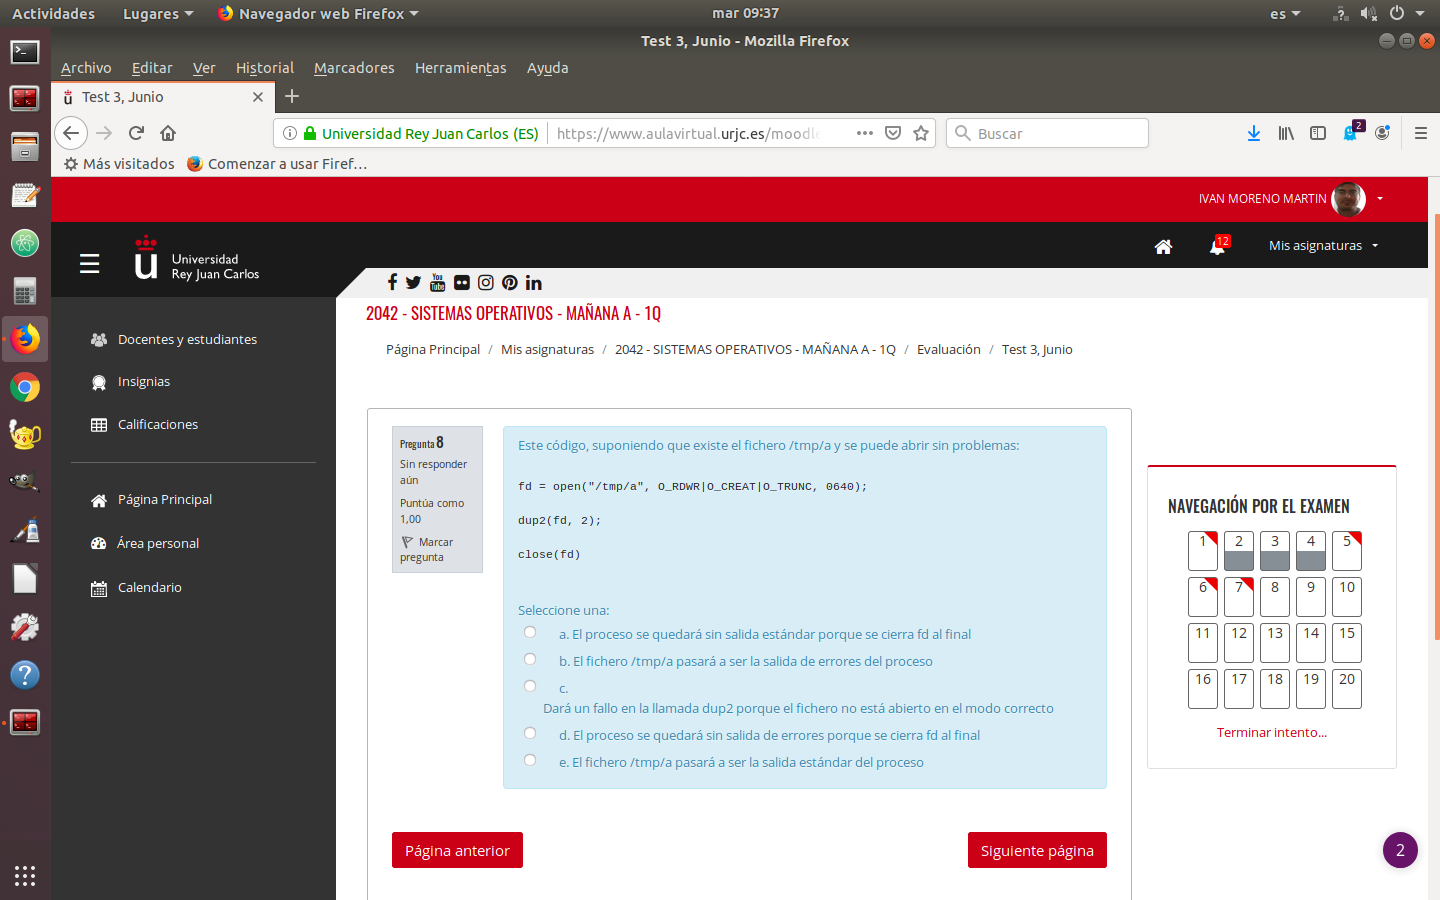 Actividades Lugares Navegador web Firefox mar 09:37 es
Test 3, Junio - Mozilla Firefox
Archivo Editar Ver Historial Marcadores Herramientas Ayuda
Test 3, Junio
Universidad Rey Juan Carlos (ES) https://www.aulavirtual.urjc.es/moodle Buscar 2
Más visitados Comenzar a usar Firef…
IVAN MORENO MARTIN
Universidad
Rey Juan Carlos
12
Mis asignaturas
You
Tube
2042 - SISTEMAS OPERATIVOS - MAÑANA A - 1Q
Página Principal / Mis asignaturas / 2042 - SISTEMAS OPERATIVOS - MAÑANA A - 1Q / Evaluación / Test 3, Junio
Docentes y estudiantes
Insignias
Calificaciones
Página Principal
Área personal
Calendario
Pregunta 8
Sin responder
aún
Puntúa como
1,00
Marcar
pregunta
Este código, suponiendo que existe el fichero /tmp/a y se puede abrir sin problemas:
fd = open("/tmp/a", O_RDWR|O_CREAT|O_TRUNC, 0640);
dup2(fd, 2);
close(fd)
Seleccione una:
a. El proceso se quedará sin salida estándar porque se cierra fd al final
b. El fichero /tmp/a pasará a ser la salida de errores del proceso
c.
Dará un fallo en la llamada dup2 porque el fichero no está abierto en el modo correcto
d. El proceso se quedará sin salida de errores porque se cierra fd al final
e. El fichero /tmp/a pasará a ser la salida estándar del proceso
Página anterior
Siguiente página
NAVEGACIÓN POR EL EXAMEN
1 2 3 4 5
6 7 8 9 10
11 12 13 14 15
16 17 18 19 20
Terminar intento...
2